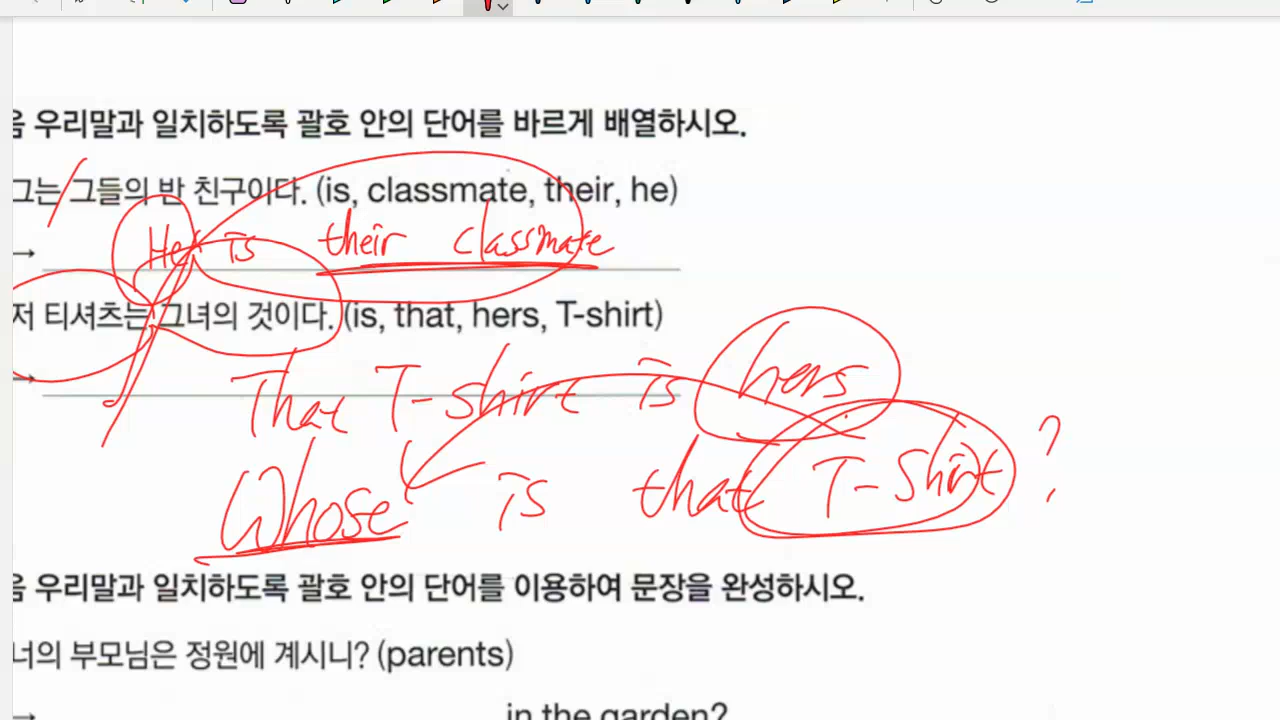 음 우리말과 일치하도록 괄호 안의 단어를 바르게 배열하시오.
그는 그들의 반 친구이다. (is, classmate, their, he)
→ He is their classmate
저 티셔츠는 그녀의 것이다. (is, that, hers, T-shirt)
→ That T-shirt is hers
Whose is that T-shirt ?
음 우리말과 일치하도록 괄호 안의 단어를 이용하여 문장을 완성하시오.
너의 부모님은 정원에 계시니? (parents)
→ in the garden?